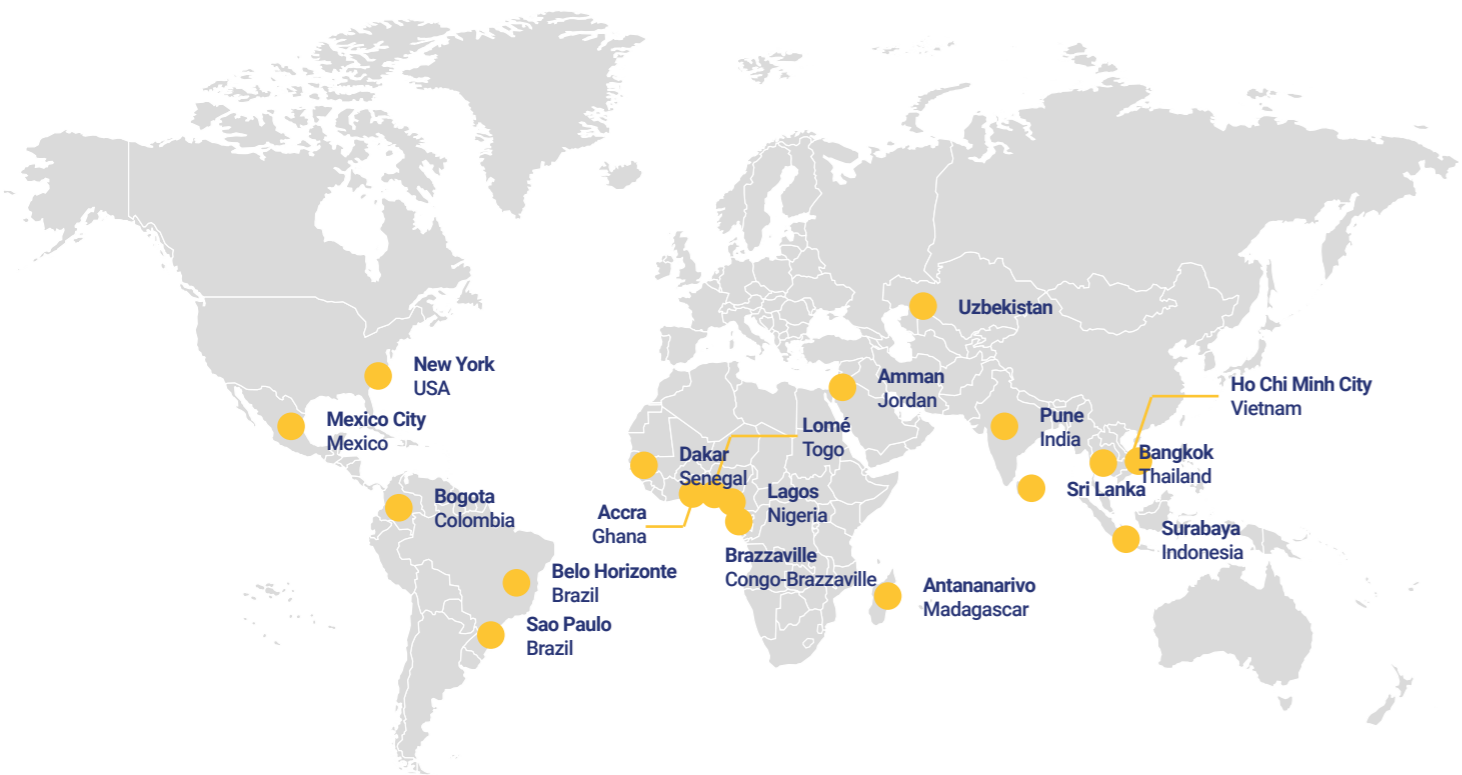 Uzbekistan
New York
USA
Amman
Jordan
Ho Chi Minh City
Vietnam
Mexico City
Mexico
Pune
India
Lomé
Togo
Dakar
Senegal
Bangkok
Thailand
Sri Lanka
Lagos
Nigeria
Bogota
Colombia
Accra
Ghana
Surabaya
Indonesia
Brazzaville
Congo-Brazzaville
Belo Horizonte
Brazil
Antananarivo
Madagascar
Sao Paulo
Brazil